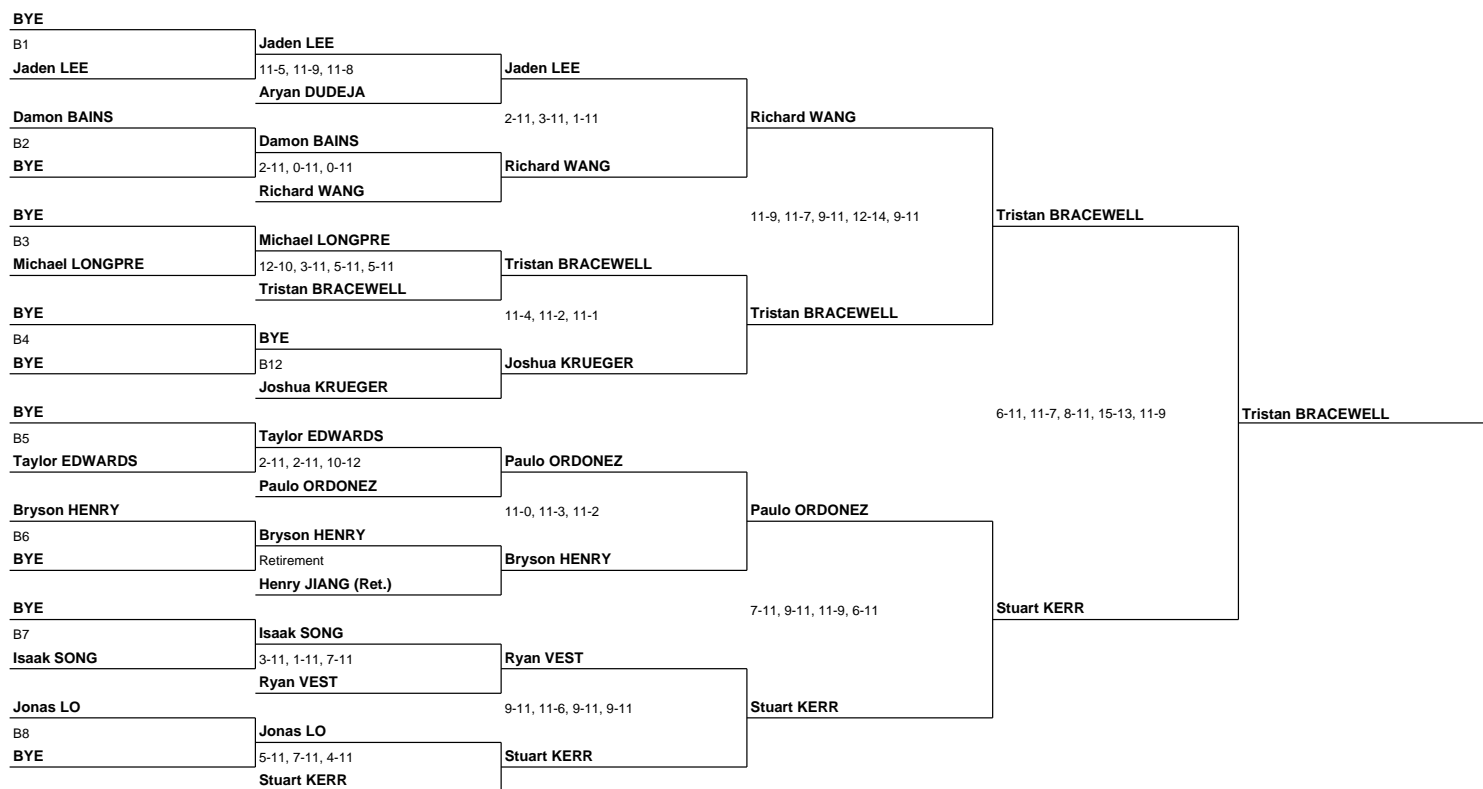 BYE
B1
Jaden LEE
Damon BAINS
B2
BYE
BYE
B3
Michael LONGPRE
BYE
B4
BYE
BYE
B5
Taylor EDWARDS
Bryson HENRY
B6
BYE
BYE
B7
Isaak SONG
Jonas LO
B8
BYE
Jaden LEE
11-5, 11-9, 11-8
Aryan DUDEJA
Damon BAINS
2-11, 0-11, 0-11
Richard WANG
Michael LONGPRE
12-10, 3-11, 5-11, 5-11
Tristan BRACEWELL
BYE
B12
Joshua KRUEGER
Taylor EDWARDS
2-11, 2-11, 10-12
Paulo ORDONEZ
Bryson HENRY
Retirement
Henry JIANG (Ret.)
Isaak SONG
3-11, 1-11, 7-11
Ryan VEST
Jonas LO
5-11, 7-11, 4-11
Stuart KERR
Jaden LEE
2-11, 3-11, 1-11
Richard WANG
Tristan BRACEWELL
11-4, 11-2, 11-1
Joshua KRUEGER
Paulo ORDONEZ
11-0, 11-3, 11-2
Bryson HENRY
Ryan VEST
9-11, 11-6, 9-11, 9-11
Stuart KERR
Richard WANG
11-9, 11-7, 9-11, 12-14, 9-11
Tristan BRACEWELL
Paulo ORDONEZ
7-11, 9-11, 11-9, 6-11
Stuart KERR
Tristan BRACEWELL
6-11, 11-7, 8-11, 15-13, 11-9
Stuart KERR
Tristan BRACEWELL